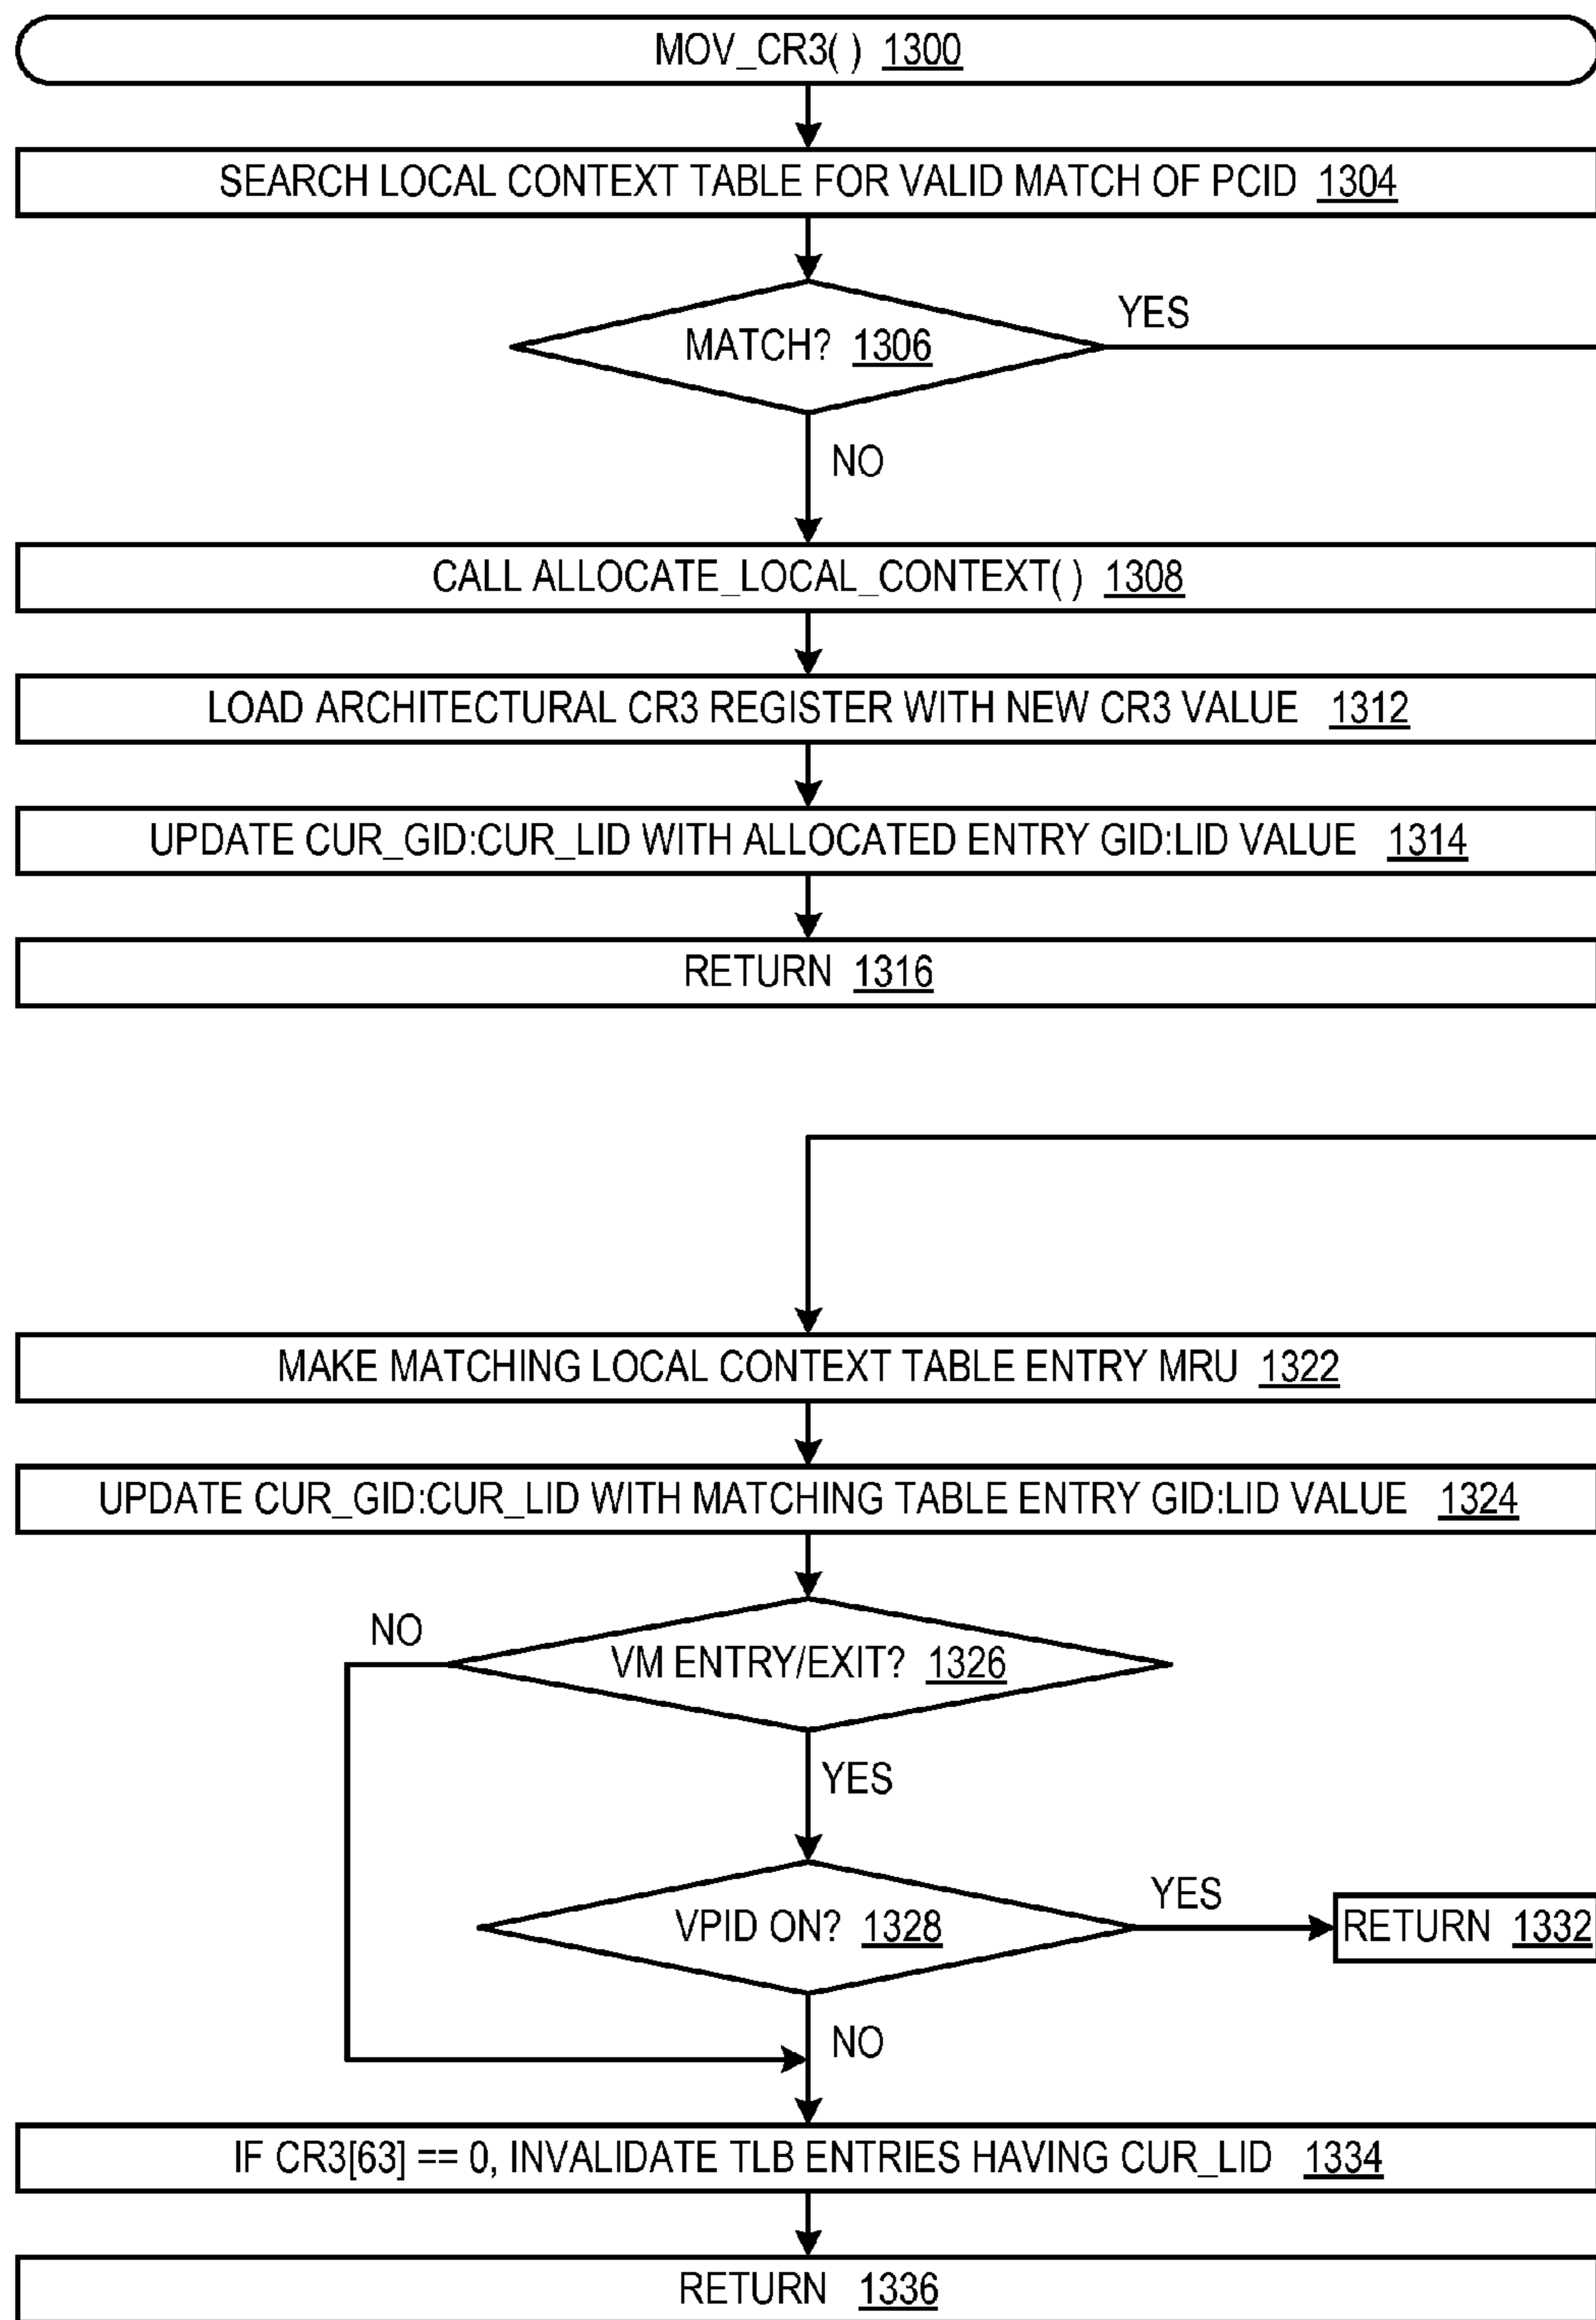 MOV_CR3( ) 1300
SEARCH LOCAL CONTEXT TABLE FOR VALID MATCH OF PCID 1304
YES
MATCH? 1306
NO
CALL ALLOCATE_LOCAL_CONTEXT( ) 1308
LOAD ARCHITECTURAL CR3 REGISTER WITH NEW CR3 VALUE 1312
UPDATE CUR_GID:CUR_LID WITH ALLOCATED ENTRY GID:LID VALUE 1314
RETURN 1316
MAKE MATCHING LOCAL CONTEXT TABLE ENTRY MRU 1322
UPDATE CUR_GID:CUR_LID WITH MATCHING TABLE ENTRY GID:LID VALUE 1324
NO
VM ENTRY/EXIT? 1326
YES
YES
VPID ON? 1328
RETURN 1332
NO
IF CR3[63] == 0, INVALIDATE TLB ENTRIES HAVING CUR_LID 1334
RETURN 1336